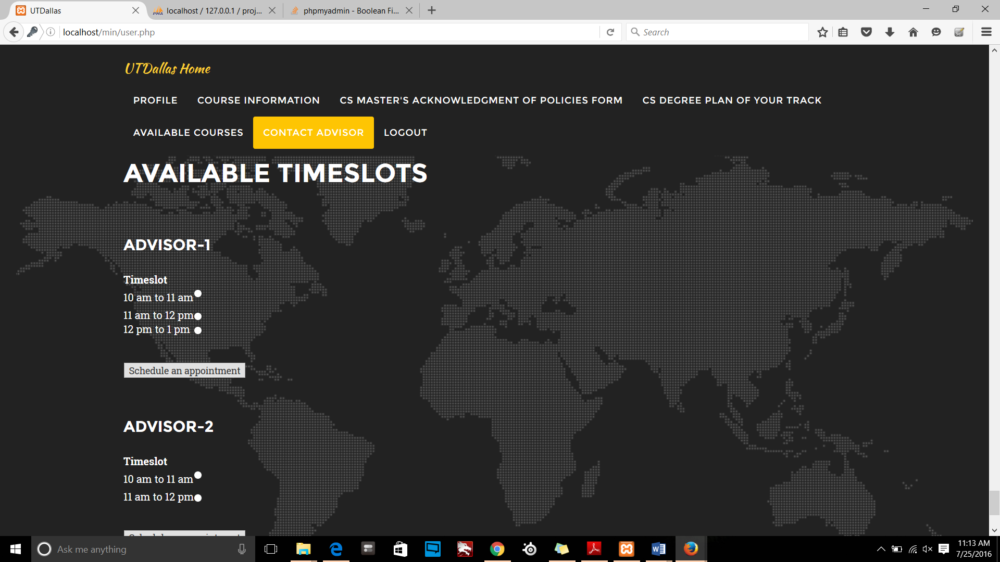 UTDallas
localhost / 127.0.0.1 / proj...
phpmyadmin - Boolean Fi...
localhost/min/user.php
Search
UTDallas Home
PROFILE COURSE INFORMATION CS MASTER'S ACKNOWLEDGMENT OF POLICIES FORM CS DEGREE PLAN OF YOUR TRACK
AVAILABLE COURSES CONTACT ADVISOR LOGOUT
AVAILABLE TIMESLOTS
ADVISOR-1
Timeslot
10 am to 11 am
11 am to 12 pm
12 pm to 1 pm
Schedule an appointment
ADVISOR-2
Timeslot
10 am to 11 am
11 am to 12 pm
Ask me anything
11:13 AM
7/25/2016